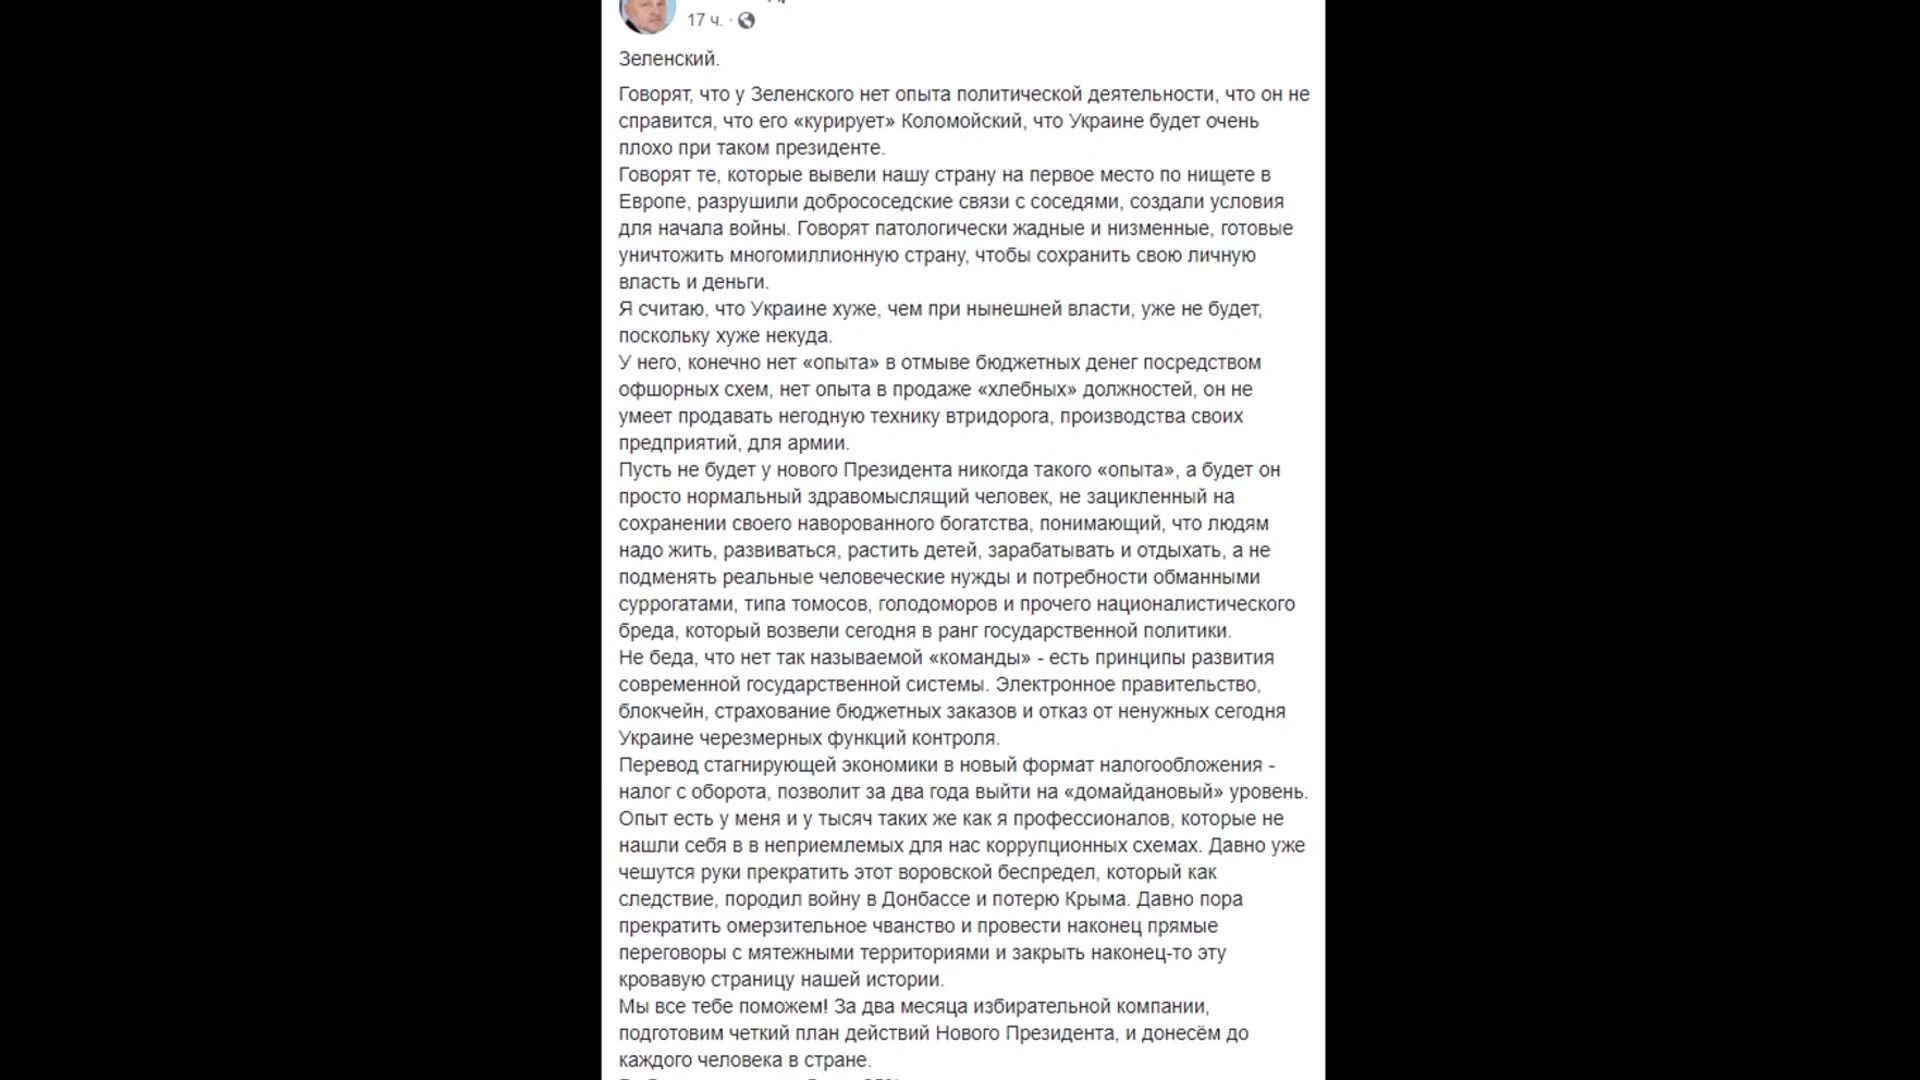 17 ч. ·
Зеленский.
Говорят, что у Зеленского нет опыта политической деятельности, что он не
справится, что его «курирует» Коломойский, что Украине будет очень
плохо при таком президенте.
Говорят те, которые вывели нашу страну на первое место по нищете в
Европе, разрушили добрососедские связи с соседями, создали условия
для начала войны. Говорят патологически жадные и низменные, готовые
уничтожить многомиллионную страну, чтобы сохранить свою личную
власть и деньги.
Я считаю, что Украине хуже, чем при нынешней власти, уже не будет,
поскольку хуже некуда.
У него, конечно нет «опыта» в отмыве бюджетных денег посредством
офшорных схем, нет опыта в продаже «хлебных» должностей, он не
умеет продавать негодную технику втридорога, производства своих
предприятий, для армии.
Пусть не будет у нового Президента никогда такого «опыта», а будет он
просто нормальный здравомыслящий человек, не зацикленный на
сохранении своего наворованного богатства, понимающий, что людям
надо жить, развиваться, растить детей, зарабатывать и отдыхать, а не
подменять реальные человеческие нужды и потребности обманными
суррогатами, типа томосов, голодоморов и прочего националистического
бреда, который возвели сегодня в ранг государственной политики.
Не беда, что нет так называемой «команды» - есть принципы развития
современной государственной системы. Электронное правительство,
блокчейн, страхование бюджетных заказов и отказ от ненужных сегодня
Украине черезмерных функций контроля.
Перевод стагнирующей экономики в новый формат налогообложения -
налог с оборота, позволит за два года выйти на «домайдановый» уровень.
Опыт есть у меня и у тысяч таких же как я профессионалов, которые не
нашли себя в в неприемлемых для нас коррупционных схемах. Давно уже
чешутся руки прекратить этот воровской беспредел, который как
следствие, породил войну в Донбассе и потерю Крыма. Давно пора
прекратить омерзительное чванство и провести наконец прямые
переговоры с мятежными территориями и закрыть наконец-то эту
кровавую страницу нашей истории.
Мы все тебе поможем! За два месяца избирательной компании,
подготовим четкий план действий Нового Президента, и донесём до
каждого человека в стране.